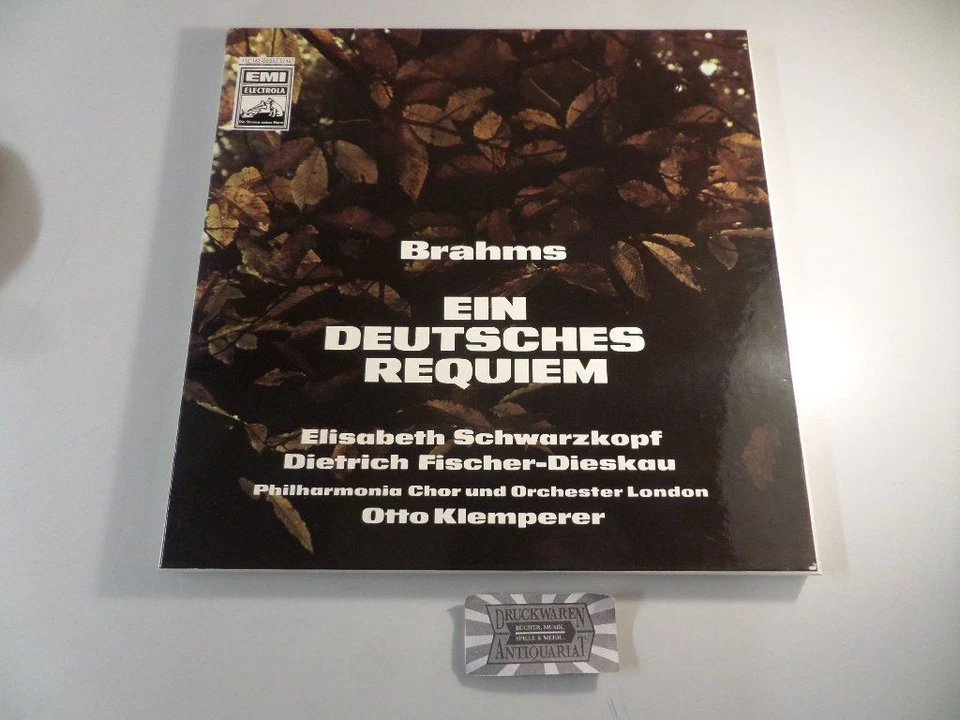 EMI
ELECTROLA
Brahms
EIN
DEUTSCHES
REQUIEM
Elisabeth Schwarzkopf
Dietrich Fischer-Dieskau
Philharmonia Chor und Orchester London
Otto Klemperer
DRUCKWAREN
BÜCHER, MUSIK,
SPIELE & MEHR...
ANTIQUARIAT